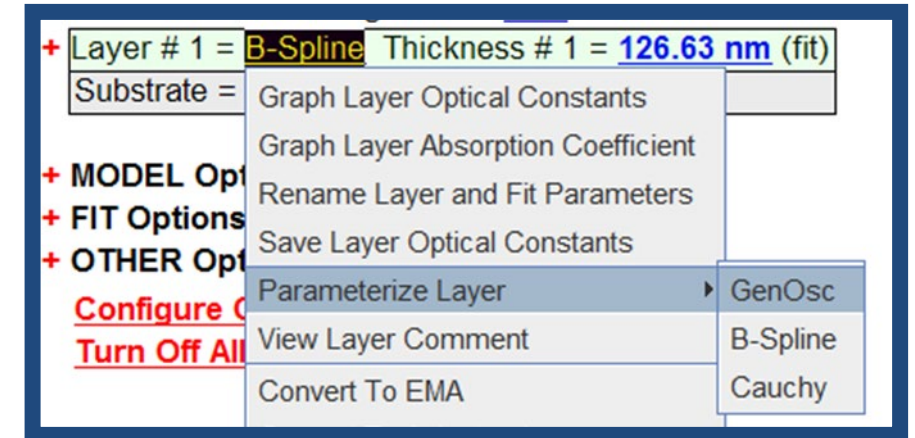 + Layer # 1 = B-Spline Thickness # 1 = 126.63 nm (fit)
Substrate =
Graph Layer Optical Constants
Graph Layer Absorption Coefficient
+ MODEL Opt
Rename Layer and Fit Parameters
+ FIT Options
Save Layer Optical Constants
+ OTHER Opt
Parameterize Layer
GenOsc
Configure
View Layer Comment
B-Spline
Turn Off All
Convert To EMA
Cauchy